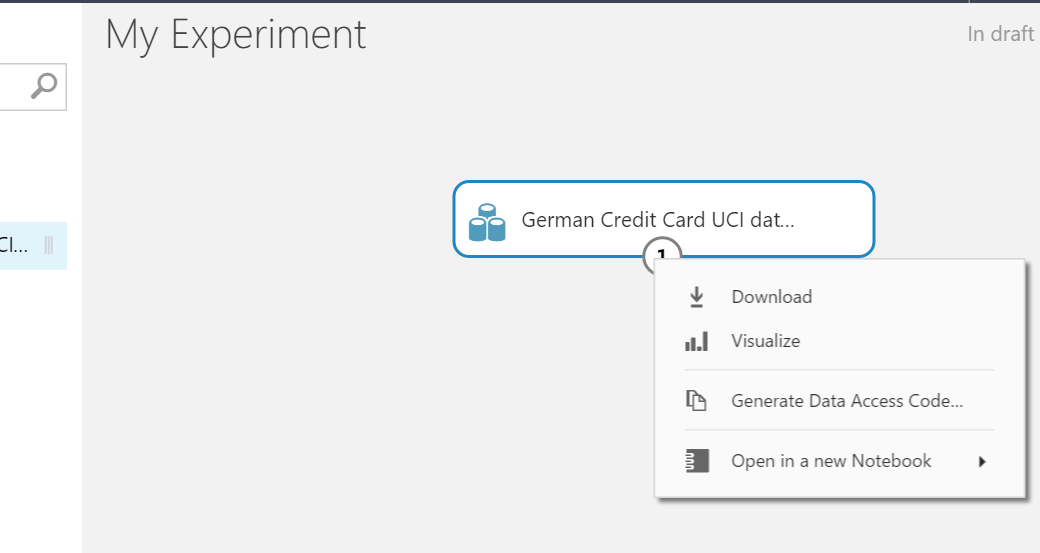 My Experiment
In draft
CI...
German Credit Card UCI dat...
1
Download
Visualize
Generate Data Access Code...
Open in a new Notebook